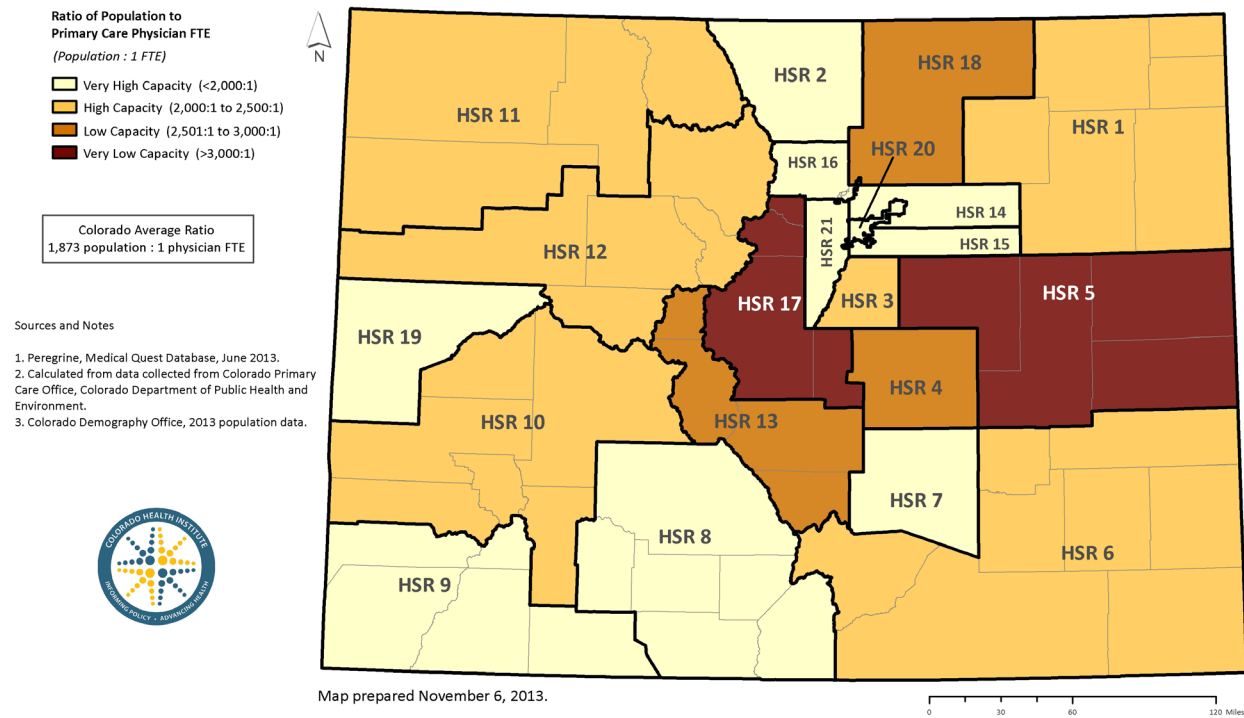 Ratio of Population to
Primary Care Physician FTE
(Population : 1 FTE)
Very High Capacity (<2,000:1)
High Capacity (2,000:1 to 2,500:1)
Low Capacity (2,501:1 to 3,000:1)
Very Low Capacity (>3,000:1)
N
Colorado Average Ratio
1,873 population : 1 physician FTE
Sources and Notes
1. Peregrine, Medical Quest Database, June 2013.
2. Calculated from data collected from Colorado Primary
Care Office, Colorado Department of Public Health and
Environment.
3. Colorado Demography Office, 2013 population data.
COLORADO HEALTH INSTITUTE
INFORMING POLICY • ADVANCING HEALTH
HSR 2
HSR 18
HSR 11
HSR 1
HSR 20
HSR 16
HSR 14
HSR 21
HSR 15
HSR 12
HSR 17
HSR 3
HSR 5
HSR 19
HSR 4
HSR 10
HSR 13
HSR 7
HSR 8
HSR 6
HSR 9
Map prepared November 6, 2013.
0 30 60 120 Miles